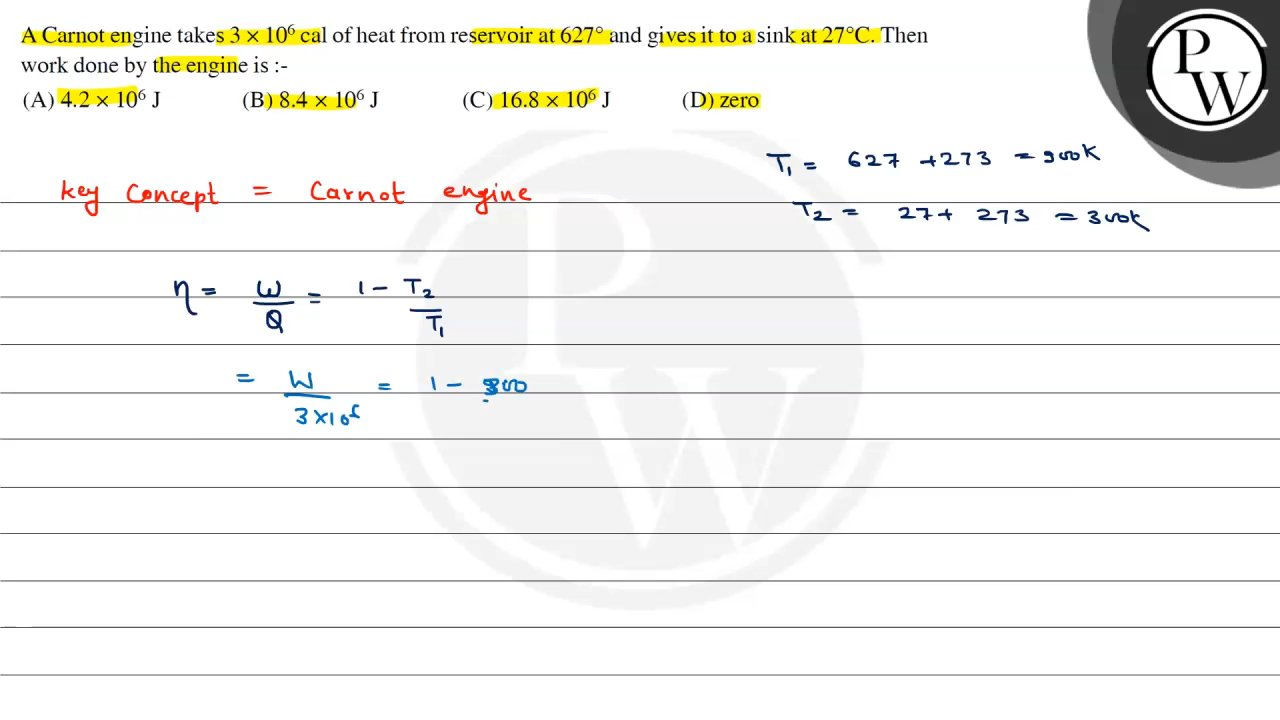 A Carnot engine takes 3 × 10⁶ cal of heat from reservoir at 627° and gives it to a sink at 27°C. Then
work done by the engine is :-
(A) 4.2 × 10⁶ J (B) 8.4 × 10⁶ J (C) 16.8 × 10⁶ J (D) zero
P
W
T₁ = 627 + 273 = 900K
key concept = Carnot engine
T₂ = 27 + 273 = 300K
η = W/Q = 1 - T₂/T₁
= W/3×10⁶ = 1 - 300